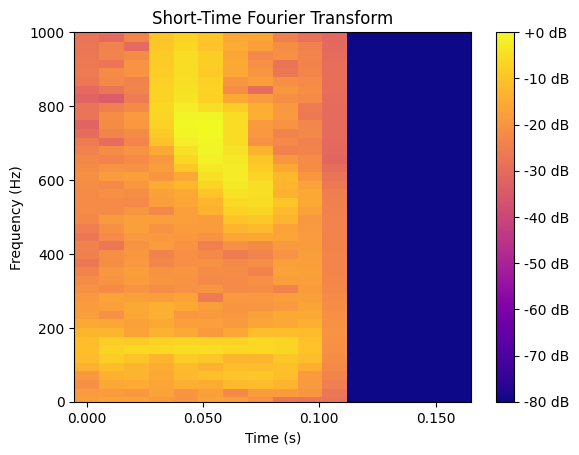 Short-Time Fourier Transform
1000
800
600
400
200
0
Frequency (Hz)
0.000
0.050
0.100
0.150
Time (s)
+0 dB
-10 dB
-20 dB
-30 dB
-40 dB
-50 dB
-60 dB
-70 dB
-80 dB